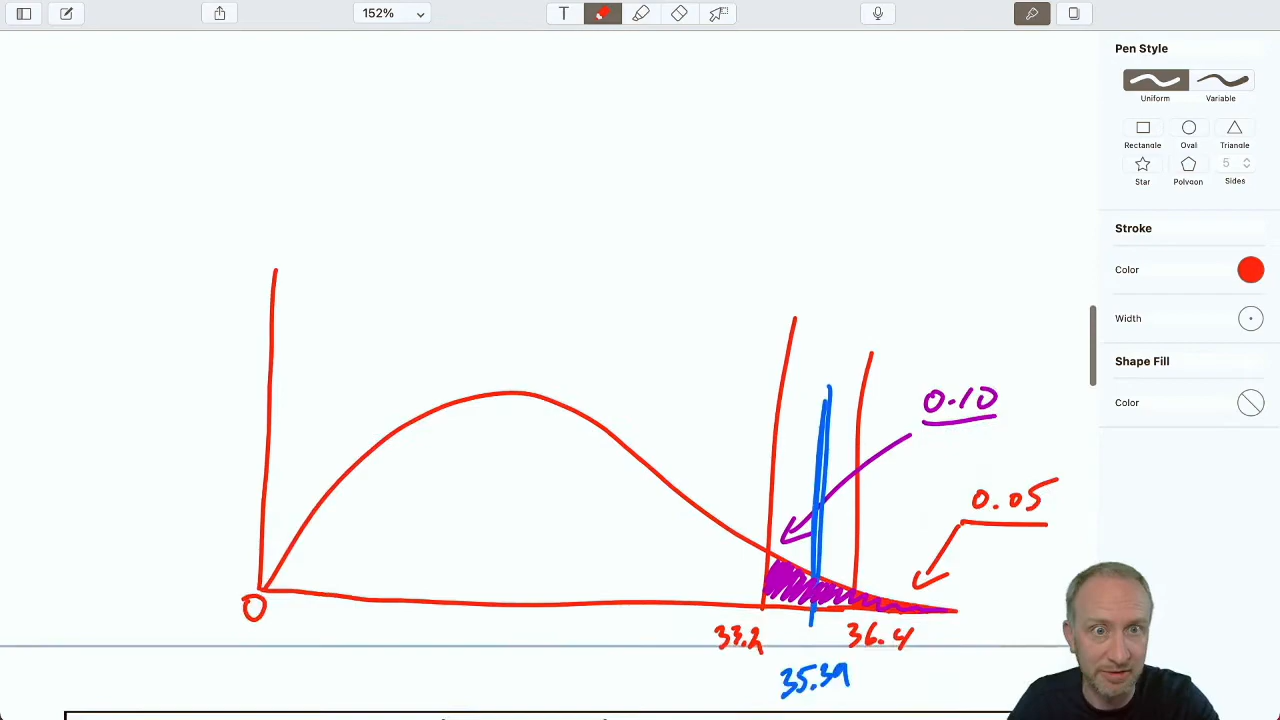 152%
T
Pen Style
Uniform
Variable
Rectangle
Oval
Triangle
5
Star
Polygon
Sides
Stroke
Color
Width
Shape Fill
Color
0.10
0.05
0
33.2
36.4
35.39